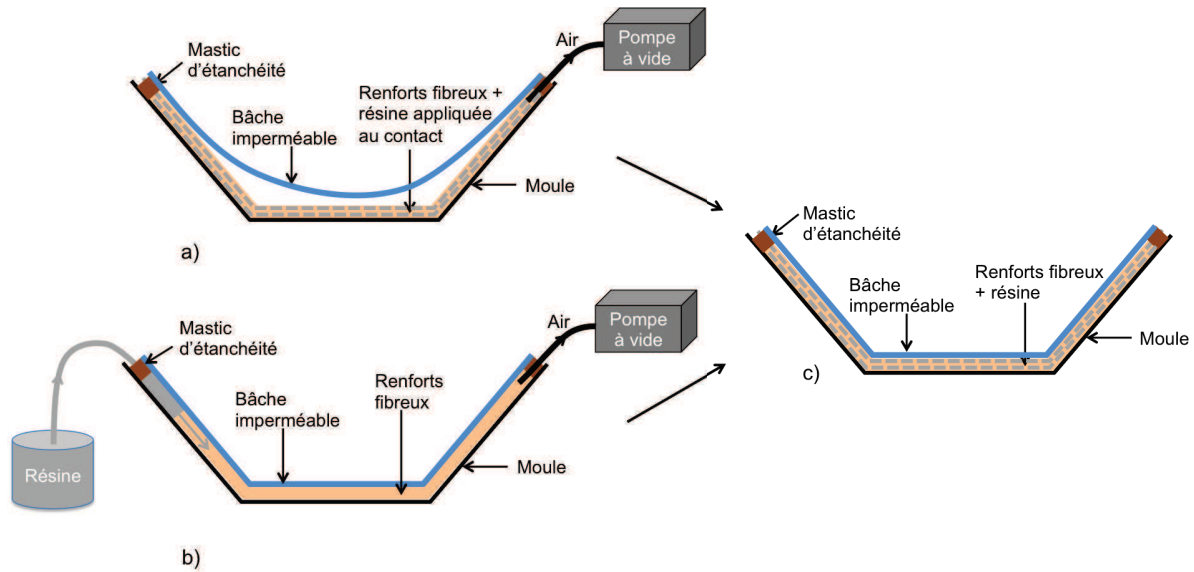 Mastic
d'étanchéité
Bâche
imperméable
Renforts fibreux +
résine appliquée
au contact
Air
Pompe
à vide
Moule
a)
Résine
Mastic
d'étanchéité
Bâche
imperméable
Renforts
fibreux
Air
Pompe
à vide
Moule
b)
Mastic
d'étanchéité
Bâche
imperméable
Renforts fibreux
+ résine
Moule
c)